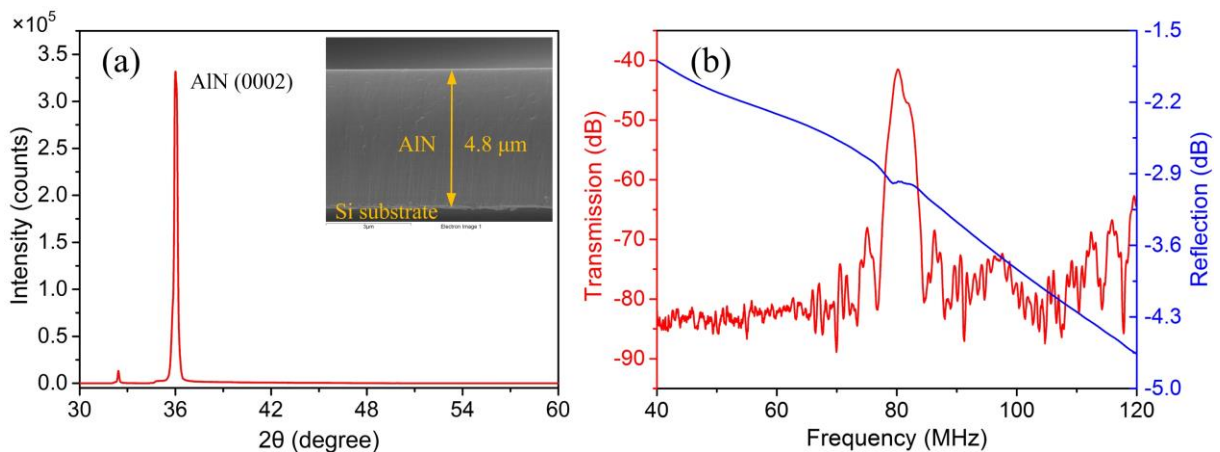 ×10⁵
(a)
AlN (0002)
AlN 4.8 μm
Si substrate
3μm
Electron Image 1
Intensity (counts)
3.5
3.0
2.5
2.0
1.5
1.0
0.5
0.0
30 36 42 48 54 60
2θ (degree)
(b)
Transmission (dB)
-40
-50
-60
-70
-80
-90
Reflection (dB)
-1.5
-2.2
-2.9
-3.6
-4.3
-5.0
40 60 80 100 120
Frequency (MHz)